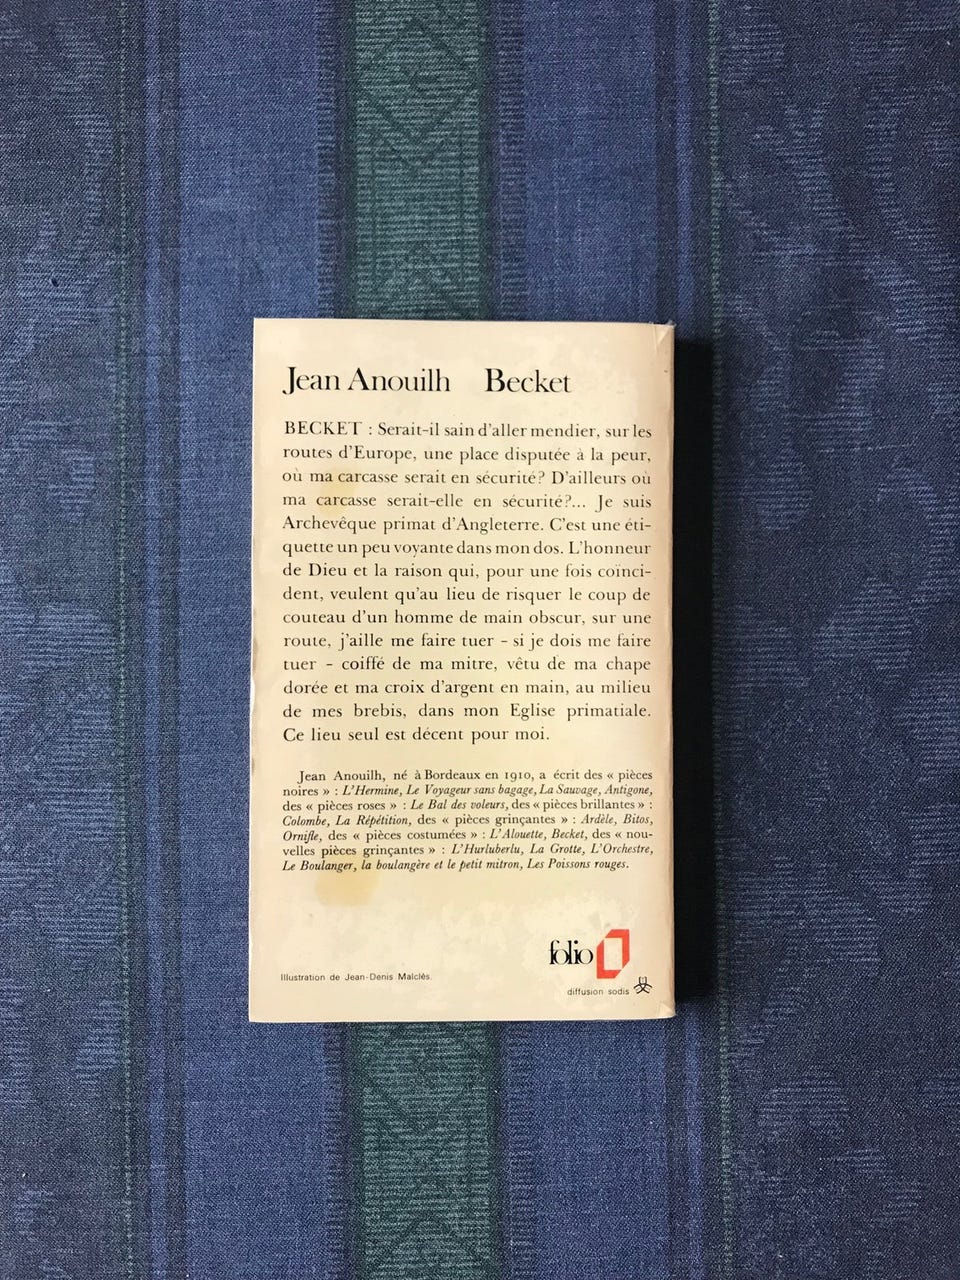 Jean Anouilh Becket
BECKET : Serait-il sain d'aller mendier, sur les
routes d'Europe, une place disputée à la peur,
où ma carcasse serait en sécurité? D'ailleurs où
ma carcasse serait-elle en sécurité?... Je suis
Archevêque primat d'Angleterre. C'est une éti-
quette un peu voyante dans mon dos. L'honneur
de Dieu et la raison qui, pour une fois coïnci-
dent, veulent qu'au lieu de risquer le coup de
couteau d'un homme de main obscur, sur une
route, j'aille me faire tuer - si je dois me faire
tuer - coiffé de ma mitre, vêtu de ma chape
dorée et ma croix d'argent en main, au milieu
de mes brebis, dans mon Eglise primatiale.
Ce lieu seul est décent pour moi.
Jean Anouilh, né à Bordeaux en 1910, a écrit des « pièces
noires » : L'Hermine, Le Voyageur sans bagage, La Sauvage, Antigone,
des « pièces roses » : Le Bal des voleurs, des « pièces brillantes » :
Colombe, La Répétition, des « pièces grinçantes » : Ardèle, Bitos,
Ornifle, des « pièces costumées » : L'Alouette, Becket, des « nou-
velles pièces grinçantes » : L'Hurluberlu, La Grotte, L'Orchestre,
Le Boulanger, la boulangère et le petit mitron, Les Poissons rouges.
folio
Illustration de Jean-Denis Malclès.
diffusion sodis